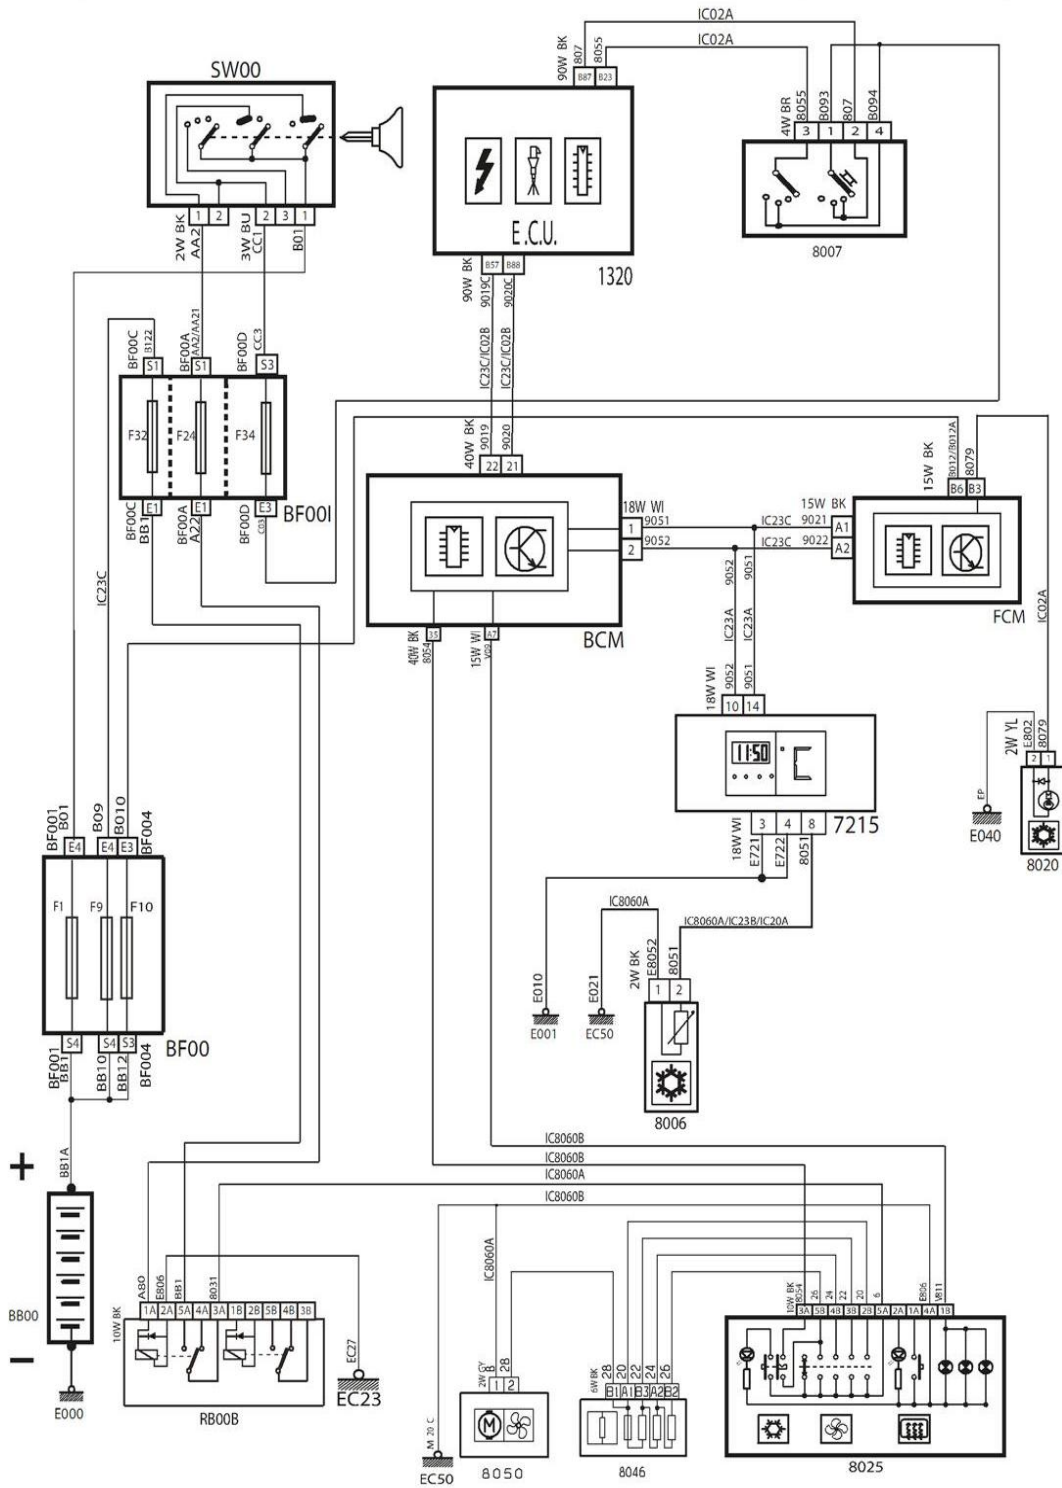 IC02A
IC02A
SW00
90W BK
807
8055
B87
B23
4W BR
8055
B093
807
B094
3 1 2 4
E.C.U.
1320
8007
1 2
2 3 1
2W BK
AA2
3W BU
CC1
B01
90W BK
B57
B88
9019C
9020C
IC23C/IC02B
IC23C/IC02B
BF00C
B122
BF00A
AA2/AA21
BF00D
CC3
S1
S1
S3
F32
F24
F34
E1
E1
E3
BF00C
BB1
BF00A
A22
BF00D
C03
BF00I
40W BK
9019
9020
22 21
18W WI
1 9051
2 9052
IC23C
IC23C
15W BK
9021 A1
9022 A2
15W BK
B012/B012A
8079
B6 B3
FCM
BCM
40W BK
35
8054
15W WI
A7
V09
IC23C
9052
9051
IC23A
IC23A
18W WI
9052
9051
10 14
11:50
C
7215
18W WI
3 4 8
E721
E722
8051
IC02A
2W YL
E802
8079
2 1
EP
E040
8020
BF001
B01
B09
B010
BF004
E4
E4
E3
F1
F9
F10
S4
S4
S3
BF001
BB1
BB10
BB12
BF004
BF00
IC8060A
IC8060A/IC23B/IC20A
2W BK
E8052
8051
1 2
E010
E001
E021
EC50
8006
IC8060B
IC8060B
IC8060A
IC8060B
+
BB1A
BB00
−
E000
A80
E806
BB1
8031
10W BK
1A 2A 5A 4A 3A 1B 2B 5B 4B 3B
RB00B
EC27
EC23
IC8060A
2W GY
B
28
1 2
M
8050
M 20 C
EC50
6W BK
28
20
22
24
26
B1 A1 B3 A2 B2
8046
10W BK
8054
26
24
22
20
6
E806
VB11
3A 5B 4B 3B 2B 5A 2A 1A 4A 1B
8025